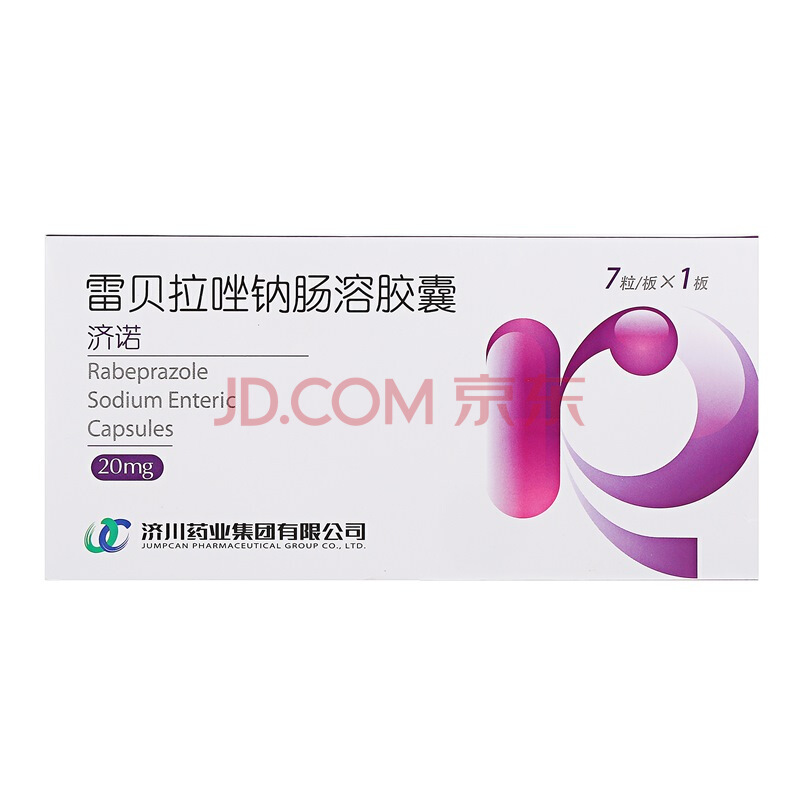 雷贝拉唑钠肠溶胶囊
7粒/板×1板
济诺
Rabeprazole
Sodium Enteric
Capsules
JD.COM 京东
20mg
济川药业集团有限公司
JUMPCAN PHARMACEUTICAL GROUP CO., LTD.